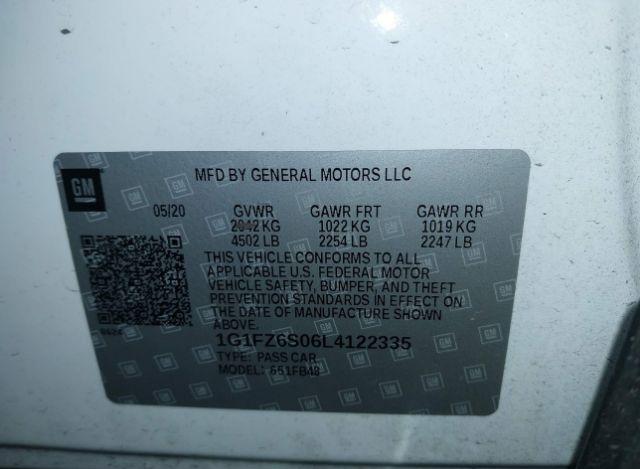 GM
MFD BY GENERAL MOTORS LLC
05/20 GVWR GAWR FRT GAWR RR
2042 KG 1022 KG 1019 KG
4502 LB 2254 LB 2247 LB
THIS VEHICLE CONFORMS TO ALL
APPLICABLE U.S. FEDERAL MOTOR
VEHICLE SAFETY, BUMPER, AND THEFT
PREVENTION STANDARDS IN EFFECT ON
THE DATE OF MANUFACTURE SHOWN
ABOVE.
1G1FZ6S06L4122335
TYPE: PASS CAR
MODEL: